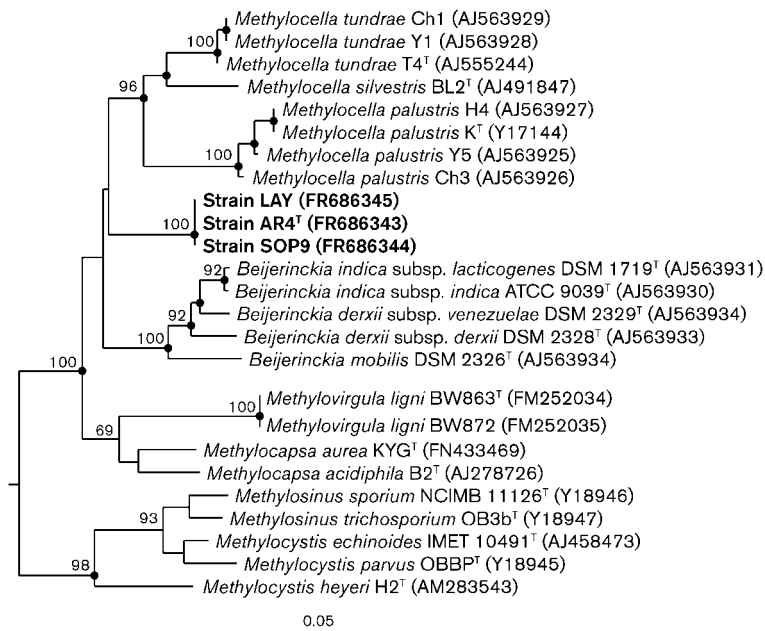 Methylocella tundrae Ch1 (AJ563929)
100 Methylocella tundrae Y1 (AJ563928)
Methylocella tundrae T4ᵀ (AJ555244)
96 Methylocella silvestris BL2ᵀ (AJ491847)
Methylocella palustris H4 (AJ563927)
Methylocella palustris Kᵀ (Y17144)
100 Methylocella palustris Y5 (AJ563925)
Methylocella palustris Ch3 (AJ563926)
Strain LAY (FR686345)
100 Strain AR4ᵀ (FR686343)
Strain SOP9 (FR686344)
92 Beijerinckia indica subsp. lacticogenes DSM 1719ᵀ (AJ563931)
Beijerinckia indica subsp. indica ATCC 9039ᵀ (AJ563930)
92 Beijerinckia derxii subsp. venezuelae DSM 2329ᵀ (AJ563934)
100 Beijerinckia derxii subsp. derxii DSM 2328ᵀ (AJ563933)
100 Beijerinckia mobilis DSM 2326ᵀ (AJ563934)
100 Methylovirgula ligni BW863ᵀ (FM252034)
69 Methylovirgula ligni BW872 (FM252035)
Methylocapsa aurea KYGᵀ (FN433469)
Methylocapsa acidiphila B2ᵀ (AJ278726)
Methylosinus sporium NCIMB 11126ᵀ (Y18946)
93 Methylosinus trichosporium OB3bᵀ (Y18947)
Methylocystis echinoides IMET 10491ᵀ (AJ458473)
98 Methylocystis parvus OBBPᵀ (Y18945)
Methylocystis heyeri H2ᵀ (AM283543)
0.05